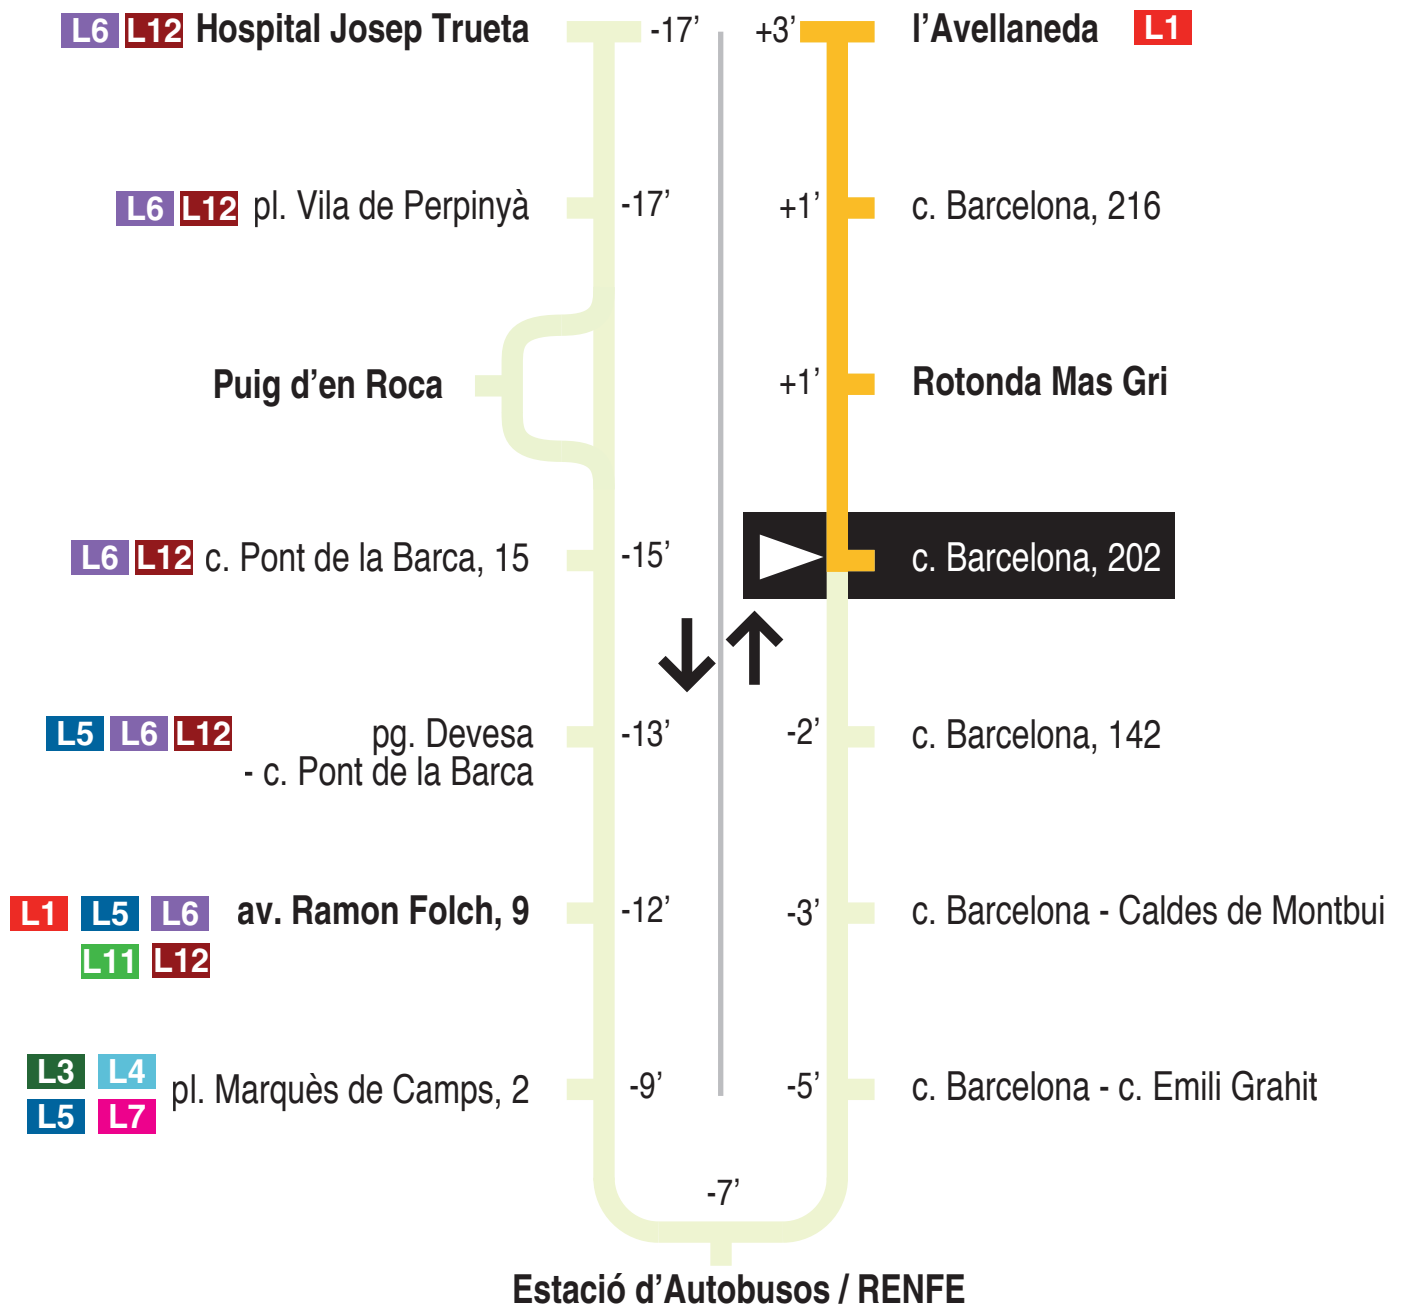 L6 L12 Hospital Josep Trueta -17’
L6 L12 pl. Vila de Perpinyà -17’
Puig d’en Roca
L6 L12 c. Pont de la Barca, 15 -15’
L5 L6 L12 pg. Devesa -13’
- c. Pont de la Barca
L1 L5 L6 av. Ramon Folch, 9 -12’
L11 L12
L3 L4
pl. Marquès de Camps, 2 -9’
L5 L7
-7’
Estació d’Autobusos / RENFE
+3’ l’Avellaneda L1
+1’ c. Barcelona, 216
+1’ Rotonda Mas Gri
c. Barcelona, 202
-2’ c. Barcelona, 142
-3’ c. Barcelona - Caldes de Montbui
-5’ c. Barcelona - c. Emili Grahit